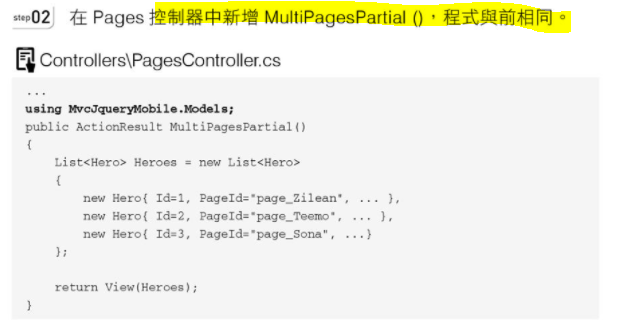 step02 在 Pages 控制器中新增 MultiPagesPartial ()，程式與前相同。
Controllers\PagesController.cs
...
using MvcJqueryMobile.Models;
public ActionResult MultiPagesPartial()
{
    List<Hero> Heroes = new List<Hero>
    {
        new Hero{ Id=1, PageId="page_Zilean", ... },
        new Hero{ Id=2, PageId="page_Teemo", ... },
        new Hero{ Id=3, PageId="page_Sona", ...}
    };
    return View(Heroes);
}